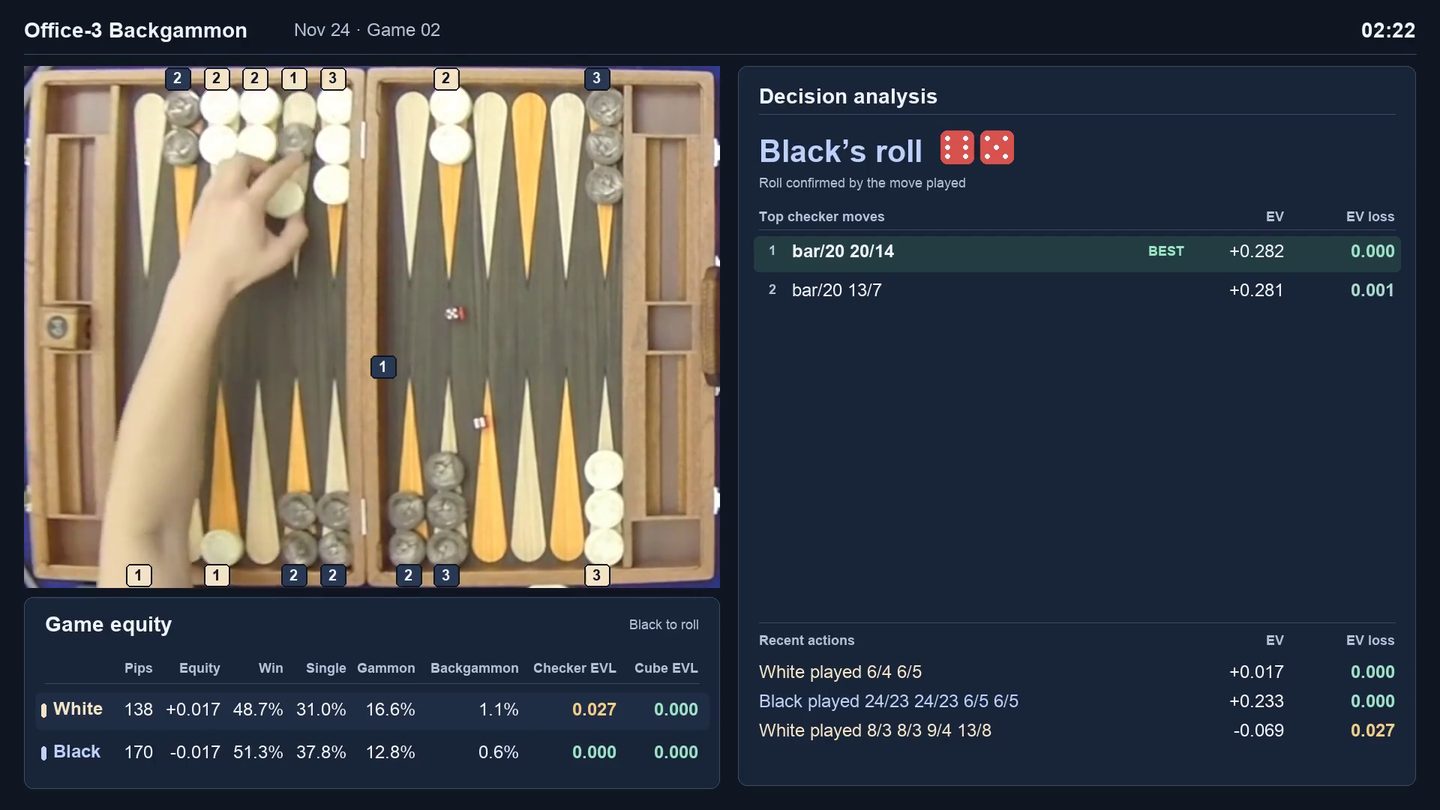 Office-3 Backgammon Nov 24 · Game 02 02:22
2 2 2 1 3 2 3
1
1 1 2 2 2 3 3
Game equity Black to roll
Pips Equity Win Single Gammon Backgammon Checker EVL Cube EVL
White 138 +0.017 48.7% 31.0% 16.6% 1.1% 0.027 0.000
Black 170 -0.017 51.3% 37.8% 12.8% 0.6% 0.000 0.000
Decision analysis
Black’s roll
Roll confirmed by the move played
Top checker moves EV EV loss
1 bar/20 20/14 BEST +0.282 0.000
2 bar/20 13/7 +0.281 0.001
Recent actions EV EV loss
White played 6/4 6/5 +0.017 0.000
Black played 24/23 24/23 6/5 6/5 +0.233 0.000
White played 8/3 8/3 9/4 13/8 -0.069 0.027